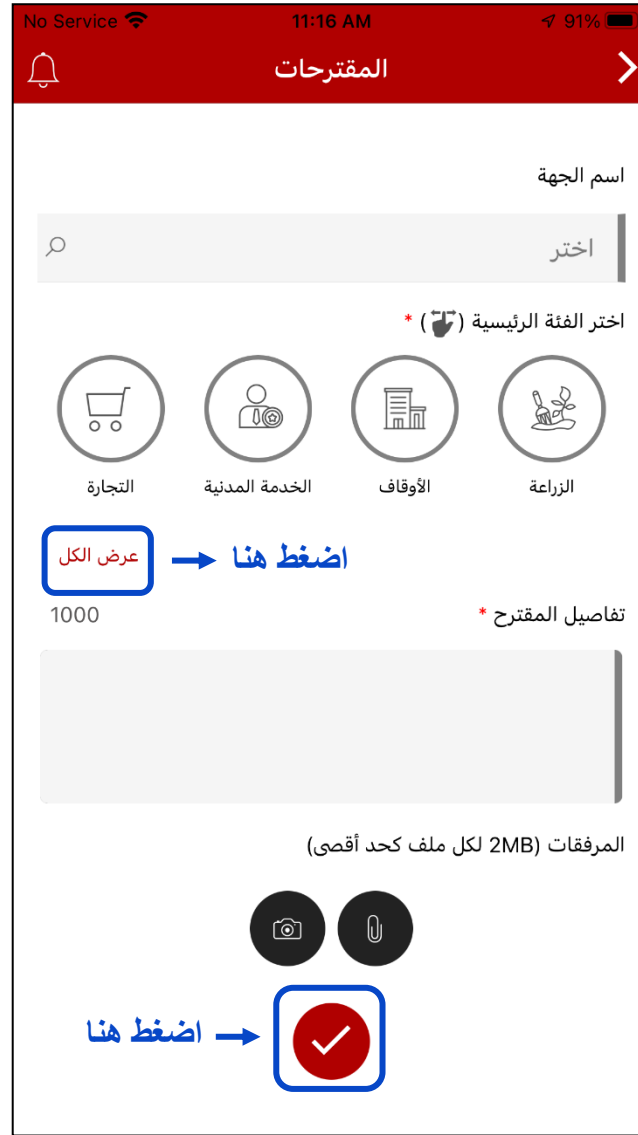 No Service 11:16 AM 91%
المقترحات
اسم الجهة
اختر
اختر الفئة الرئيسية () *
الزراعة الأوقاف الخدمة المدنية التجارة
اضغط هنا عرض الكل
تفاصيل المقترح * 1000
المرفقات (2MB لكل ملف كحد أقصى)
اضغط هنا